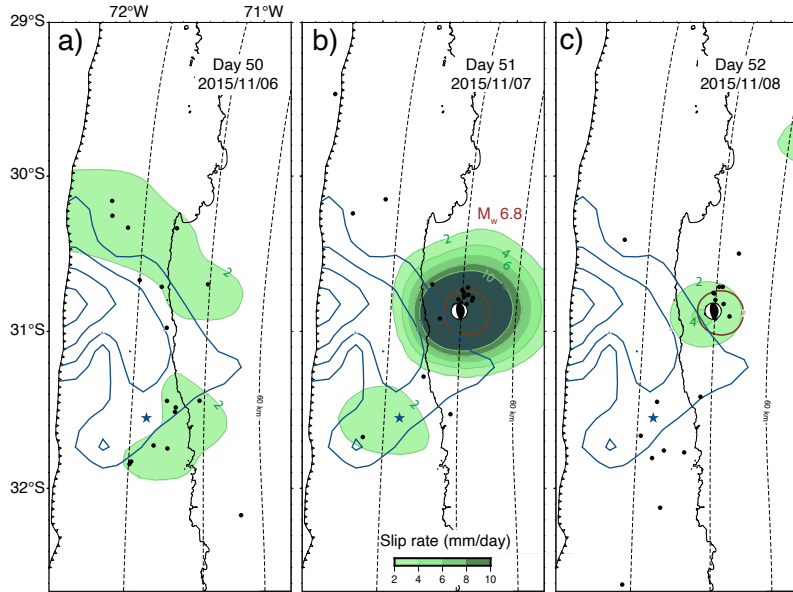 72°W
71°W
29°S
30°S
31°S
32°S
a)
Day 50
2015/11/06
2
2
60 km
b)
Day 51
2015/11/07
M w 6.8
2
4
6
10
2
60 km
Slip rate (mm/day)
2 4 6 8 10
c)
Day 52
2015/11/08
2
4
60 km